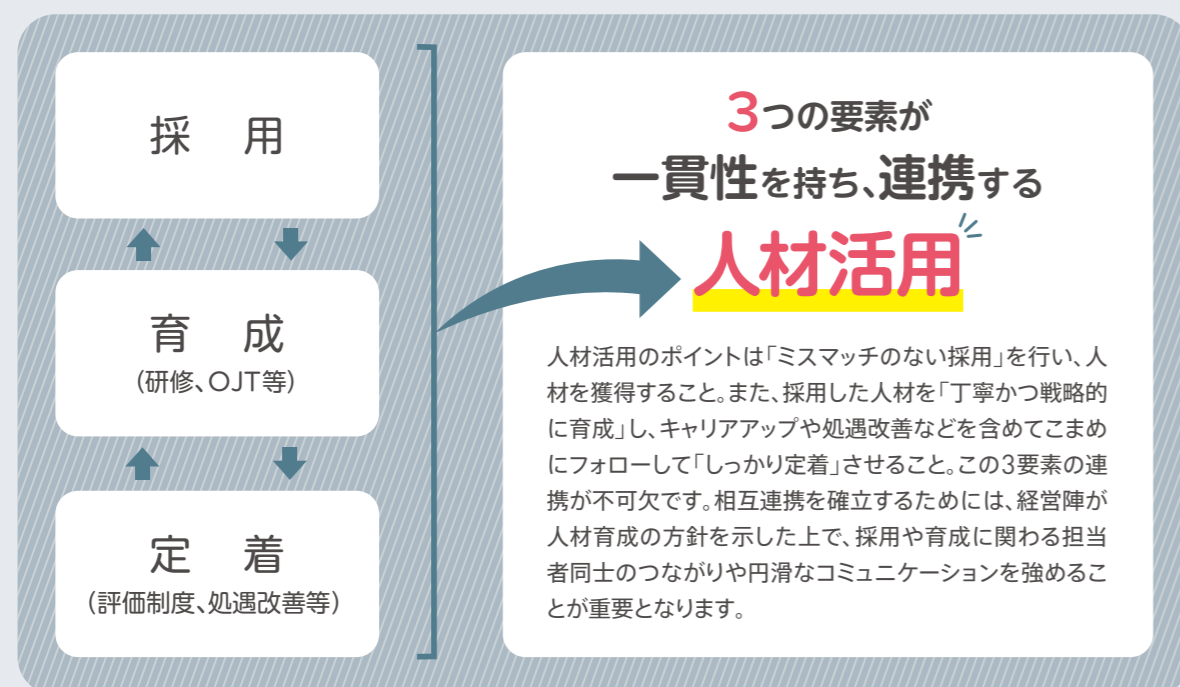 採 用
育 成
(研修、OJT等)
定 着
(評価制度、処遇改善等)
3つの要素が
一貫性を持ち、連携する
人材活用
人材活用のポイントは「ミスマッチのない採用」を行い、人
材を獲得すること。また、採用した人材を「丁寧かつ戦略的
に育成」し、キャリアアップや処遇改善などを含めてこまめ
にフォローして「しっかり定着」させること。この3要素の連
携が不可欠です。相互連携を確立するためには、経営陣が
人材育成の方針を示した上で、採用や育成に関わる担当
者同士のつながりや円滑なコミュニケーションを強めるこ
とが重要となります。